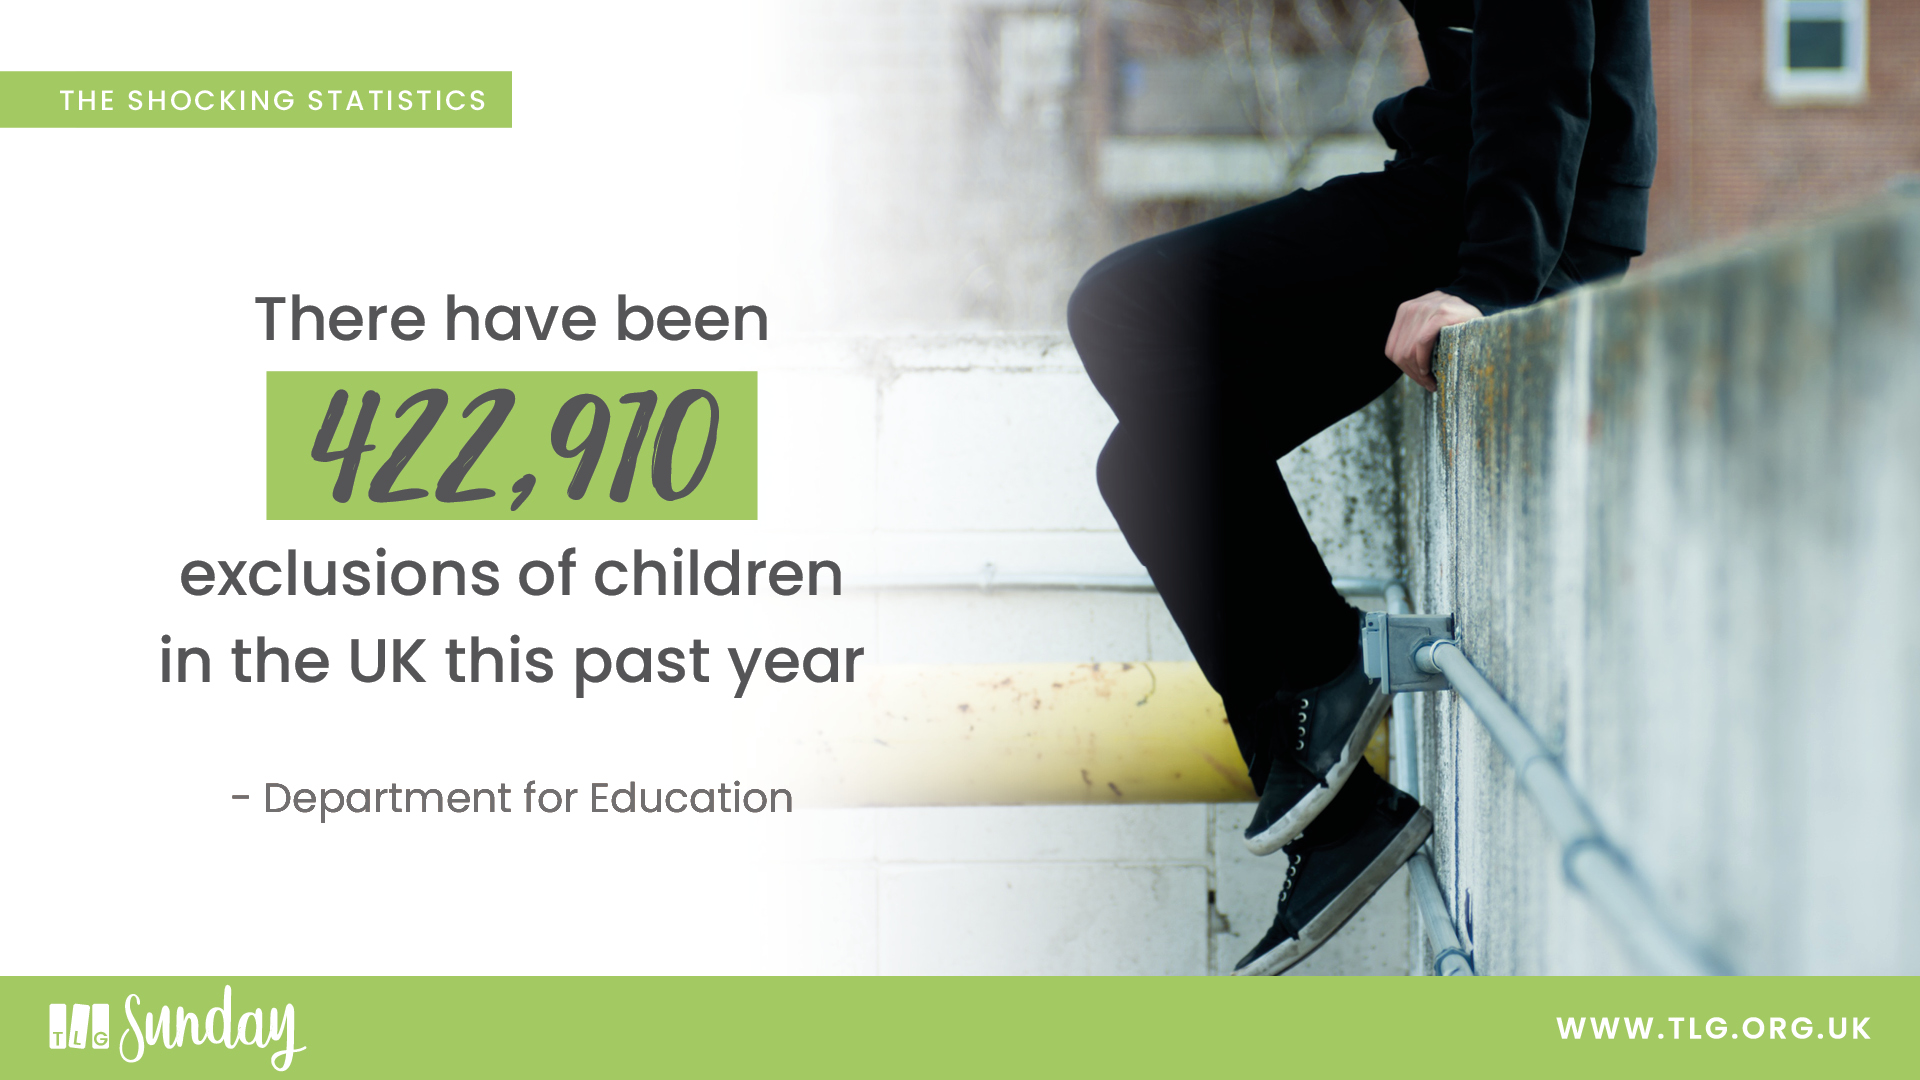 THE SHOCKING STATISTICS
There have been
422,910
exclusions of children
in the UK this past year
- Department for Education
TLG Sunday
WWW.TLG.ORG.UK